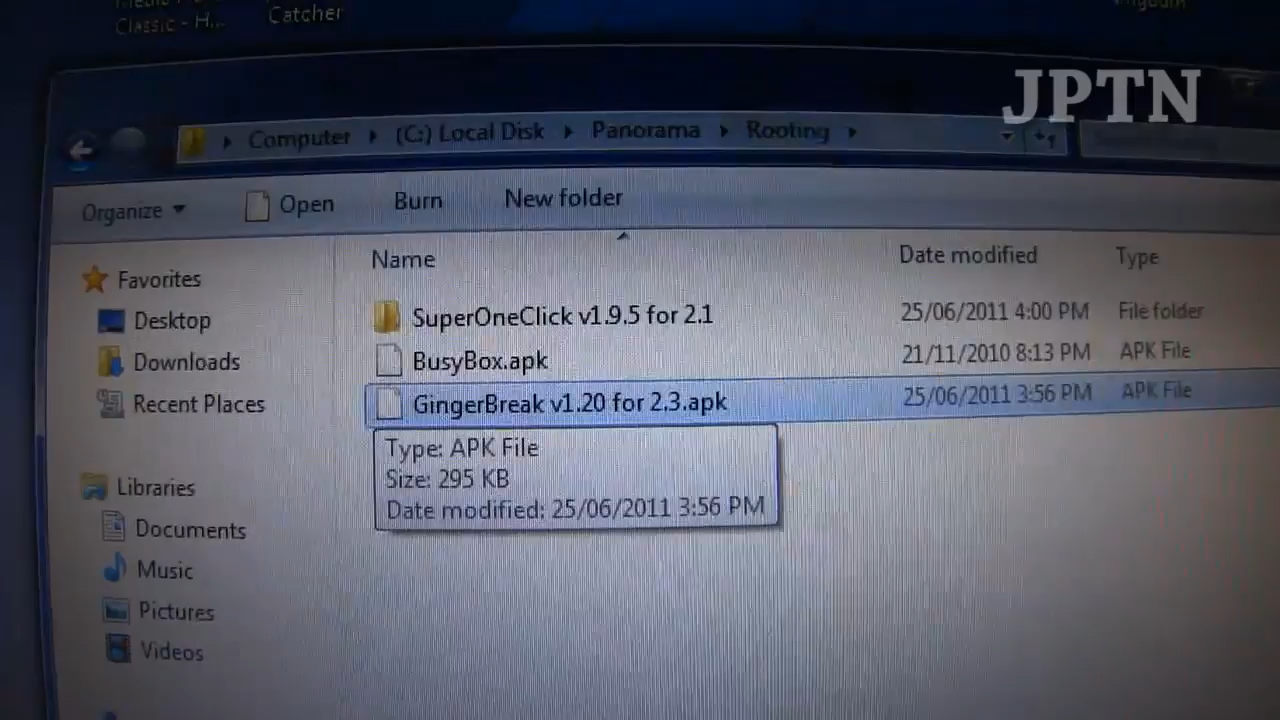 Classic - H...
Catcher
JPTN
Computer
(C:) Local Disk
Panorama
Rooting
Organize
Open
Burn
New folder
Name
Date modified
Type
Favorites
Desktop
Downloads
Recent Places
Libraries
Documents
Music
Pictures
Videos
SuperOneClick v1.9.5 for 2.1 25/06/2011 4:00 PM File folder
BusyBox.apk 21/11/2010 8:13 PM APK File
GingerBreak v1.20 for 2.3.apk 25/06/2011 3:56 PM APK File
Type: APK File
Size: 295 KB
Date modified: 25/06/2011 3:56 PM